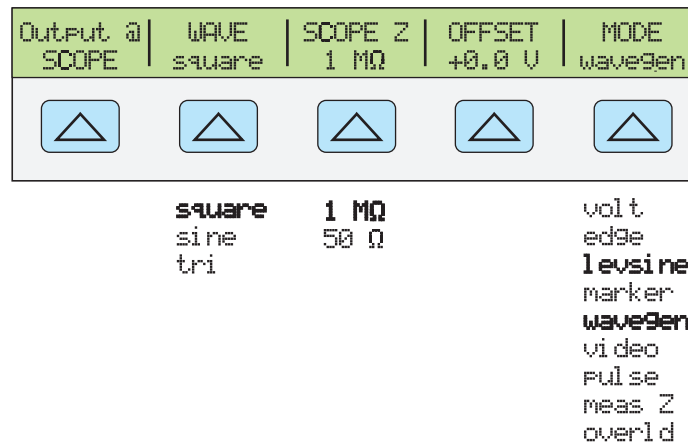 Output @ WAVE SCOPE Z OFFSET MODE
SCOPE square 1 MΩ +0.0 V wavegen
square 1 MΩ volt
sine 50 Ω edge
tri levsine
marker
wavegen
video
pulse
meas Z
overld